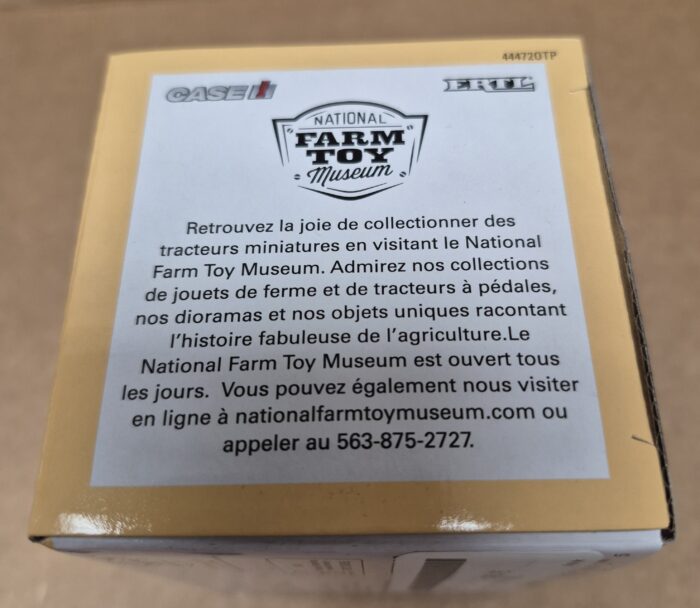 444720TP
CASE IH
ERTL
NATIONAL
FARM
TOY
Museum
Retrouvez la joie de collectionner des
tracteurs miniatures en visitant le National
Farm Toy Museum. Admirez nos collections
de jouets de ferme et de tracteurs à pédales,
nos dioramas et nos objets uniques racontant
l'histoire fabuleuse de l'agriculture.Le
National Farm Toy Museum est ouvert tous
les jours. Vous pouvez également nous visiter
en ligne à nationalfarmtoymuseum.com ou
appeler au 563-875-2727.